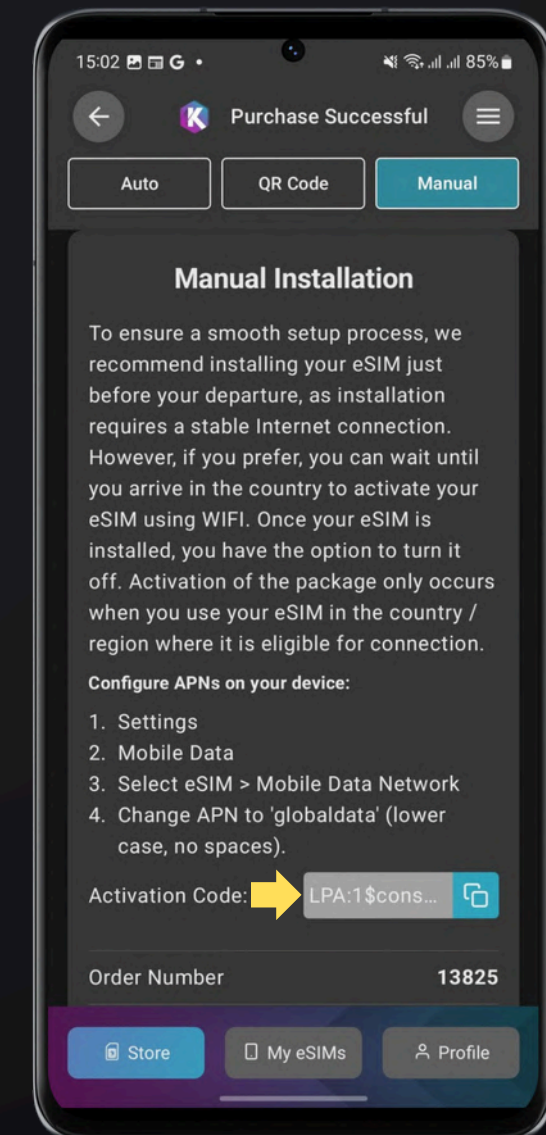 15:02 G • 85%
K Purchase Successful
Auto QR Code Manual
Manual Installation
To ensure a smooth setup process, we
recommend installing your eSIM just
before your departure, as installation
requires a stable Internet connection.
However, if you prefer, you can wait until
you arrive in the country to activate your
eSIM using WIFI. Once your eSIM is
installed, you have the option to turn it
off. Activation of the package only occurs
when you use your eSIM in the country /
region where it is eligible for connection.
Configure APNs on your device:
1. Settings
2. Mobile Data
3. Select eSIM > Mobile Data Network
4. Change APN to 'globaldata' (lower
case, no spaces).
Activation Code: LPA:1$cons...
Order Number 13825
Store My eSIMs Profile